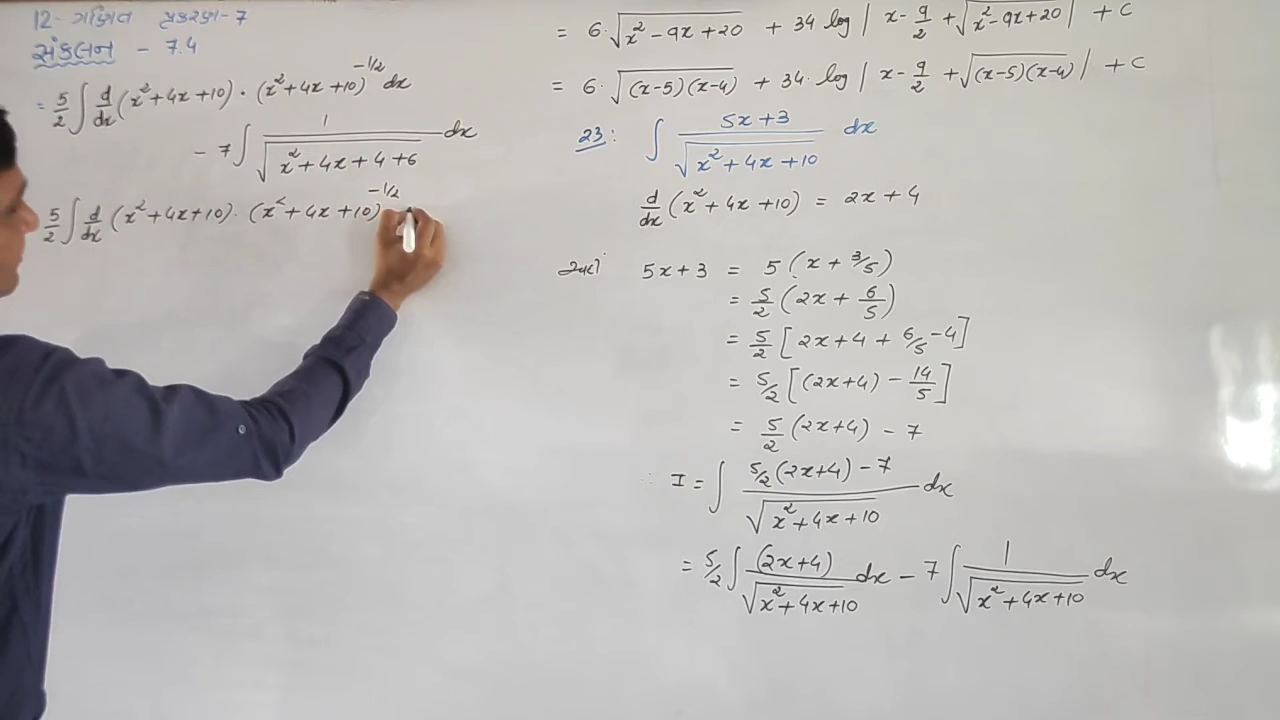 12- ગણિત પ્રકરણ-7
સંકલન - 7.4
= 5/2 ∫ d/dx (x²+4x+10) · (x²+4x+10)^-1/2 dx
- 7 ∫ 1/√(x²+4x+4+6) dx
5/2 ∫ d/dx (x²+4x+10) · (x²+4x+10)^-1/2
= 6·√(x²-9x+20) + 34 log | x - 9/2 + √(x²-9x+20) | + C
= 6·√((x-5)(x-4)) + 34· log | x - 9/2 + √((x-5)(x-4)) | + C
23: ∫ 5x+3/√(x²+4x+10) dx
d/dx (x²+4x+10) = 2x+4
5x+3 = 5(x+3/5)
= 5/2 (2x + 6/5)
= 5/2 [2x+4 + 6/5 -4]
= 5/2 [(2x+4) - 14/5]
= 5/2 (2x+4) - 7
∴ I = ∫ 5/2(2x+4) - 7/√(x²+4x+10) dx
= 5/2 ∫ (2x+4)/√(x²+4x+10) dx - 7 ∫ 1/√(x²+4x+10) dx